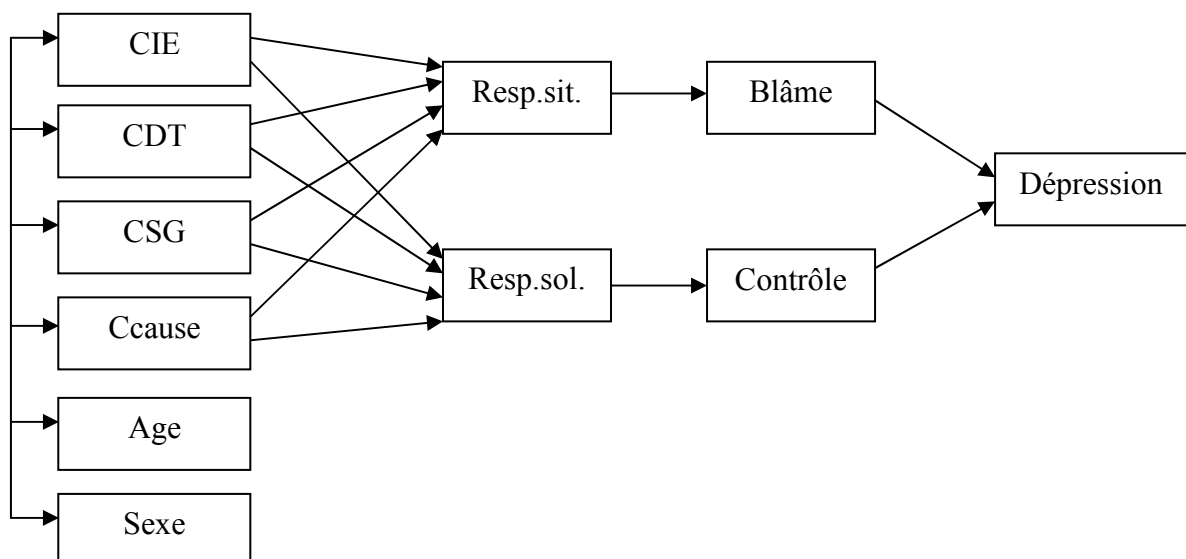 CIE
CDT
CSG
Ccause
Age
Sexe
Resp.sit.
Resp.sol.
Blâme
Contrôle
Dépression